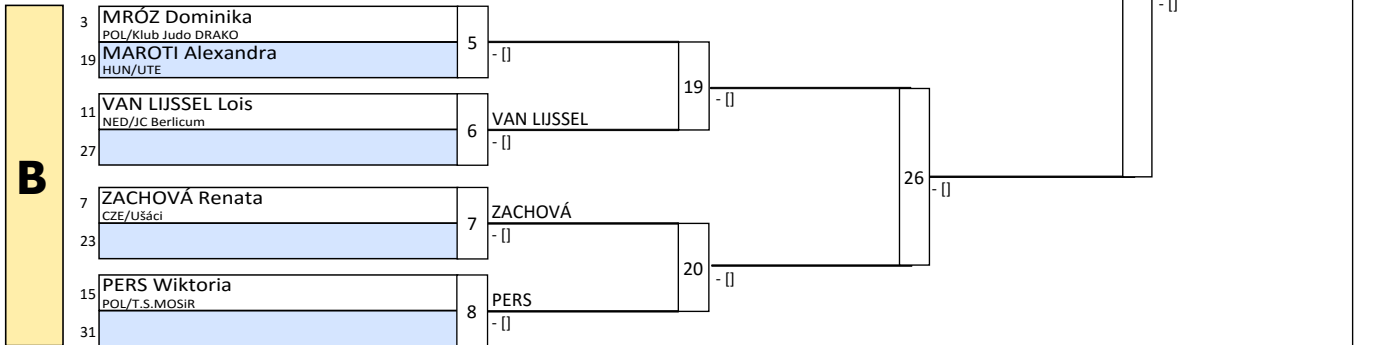 - []
B
3 MRÓZ Dominika
POL/Klub Judo DRAKO
19 MAROTI Alexandra
HUN/UTE
5
- []
11 VAN LIJSSEL Lois
NED/JC Berlicum
27
6
VAN LIJSSEL
- []
19
- []
7 ZACHOVÁ Renata
CZE/Ušáci
23
7
ZACHOVÁ
- []
15 PERS Wiktoria
POL/T.S.MOSiR
31
8
PERS
- []
20
- []
26
- []